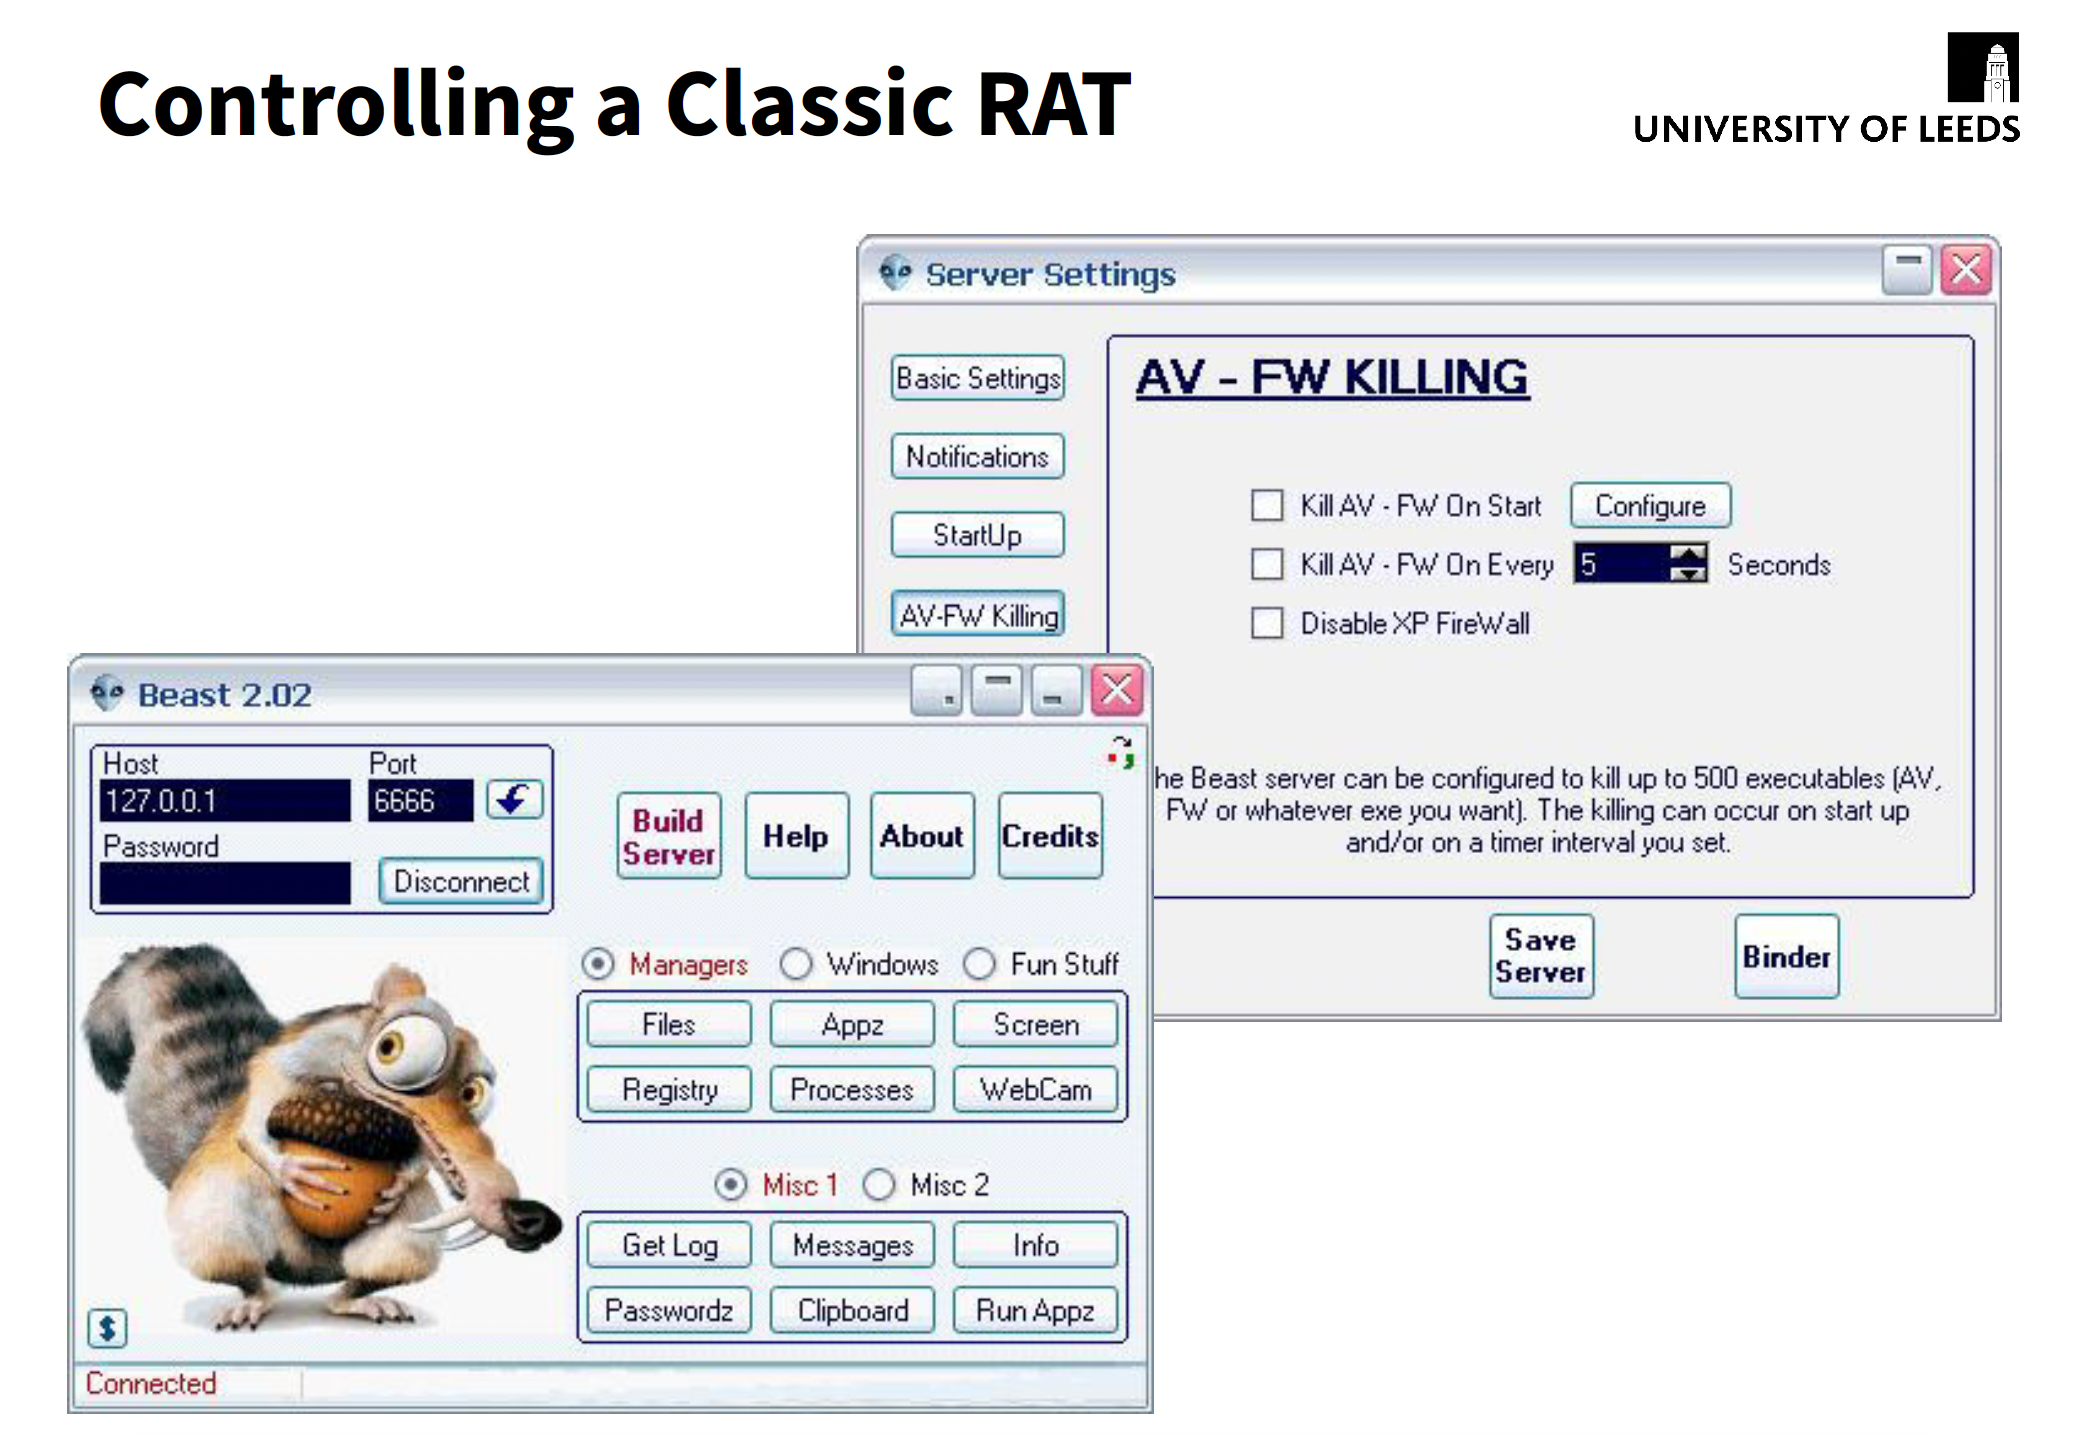 Controlling a Classic RAT
UNIVERSITY OF LEEDS
Server Settings
Basic Settings
Notifications
StartUp
AV-FW Killing
AV - FW KILLING
Kill AV - FW On Start
Configure
Kill AV - FW On Every 5 Seconds
Disable XP FireWall
he Beast server can be configured to kill up to 500 executables (AV,
FW or whatever exe you want). The killing can occur on start up
and/or on a timer interval you set.
Save
Server
Binder
Beast 2.02
Host Port
127.0.0.1 6666
Password
Disconnect
Build
Server
Help
About
Credits
Managers Windows Fun Stuff
Files Appz Screen
Registry Processes WebCam
Misc 1 Misc 2
Get Log Messages Info
Passwordz Clipboard Run Appz
$
Connected